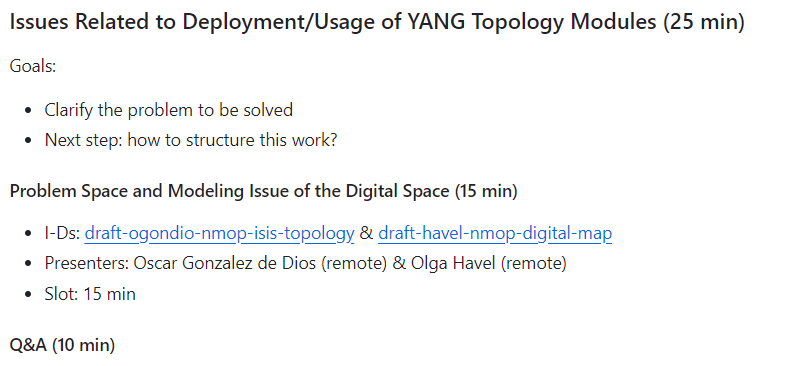 Issues Related to Deployment/Usage of YANG Topology Modules (25 min)
Goals:
• Clarify the problem to be solved
• Next step: how to structure this work?
Problem Space and Modeling Issue of the Digital Space (15 min)
• I-Ds: draft-ogondio-nmop-isis-topology & draft-havel-nmop-digital-map
• Presenters: Oscar Gonzalez de Dios (remote) & Olga Havel (remote)
• Slot: 15 min
Q&A (10 min)